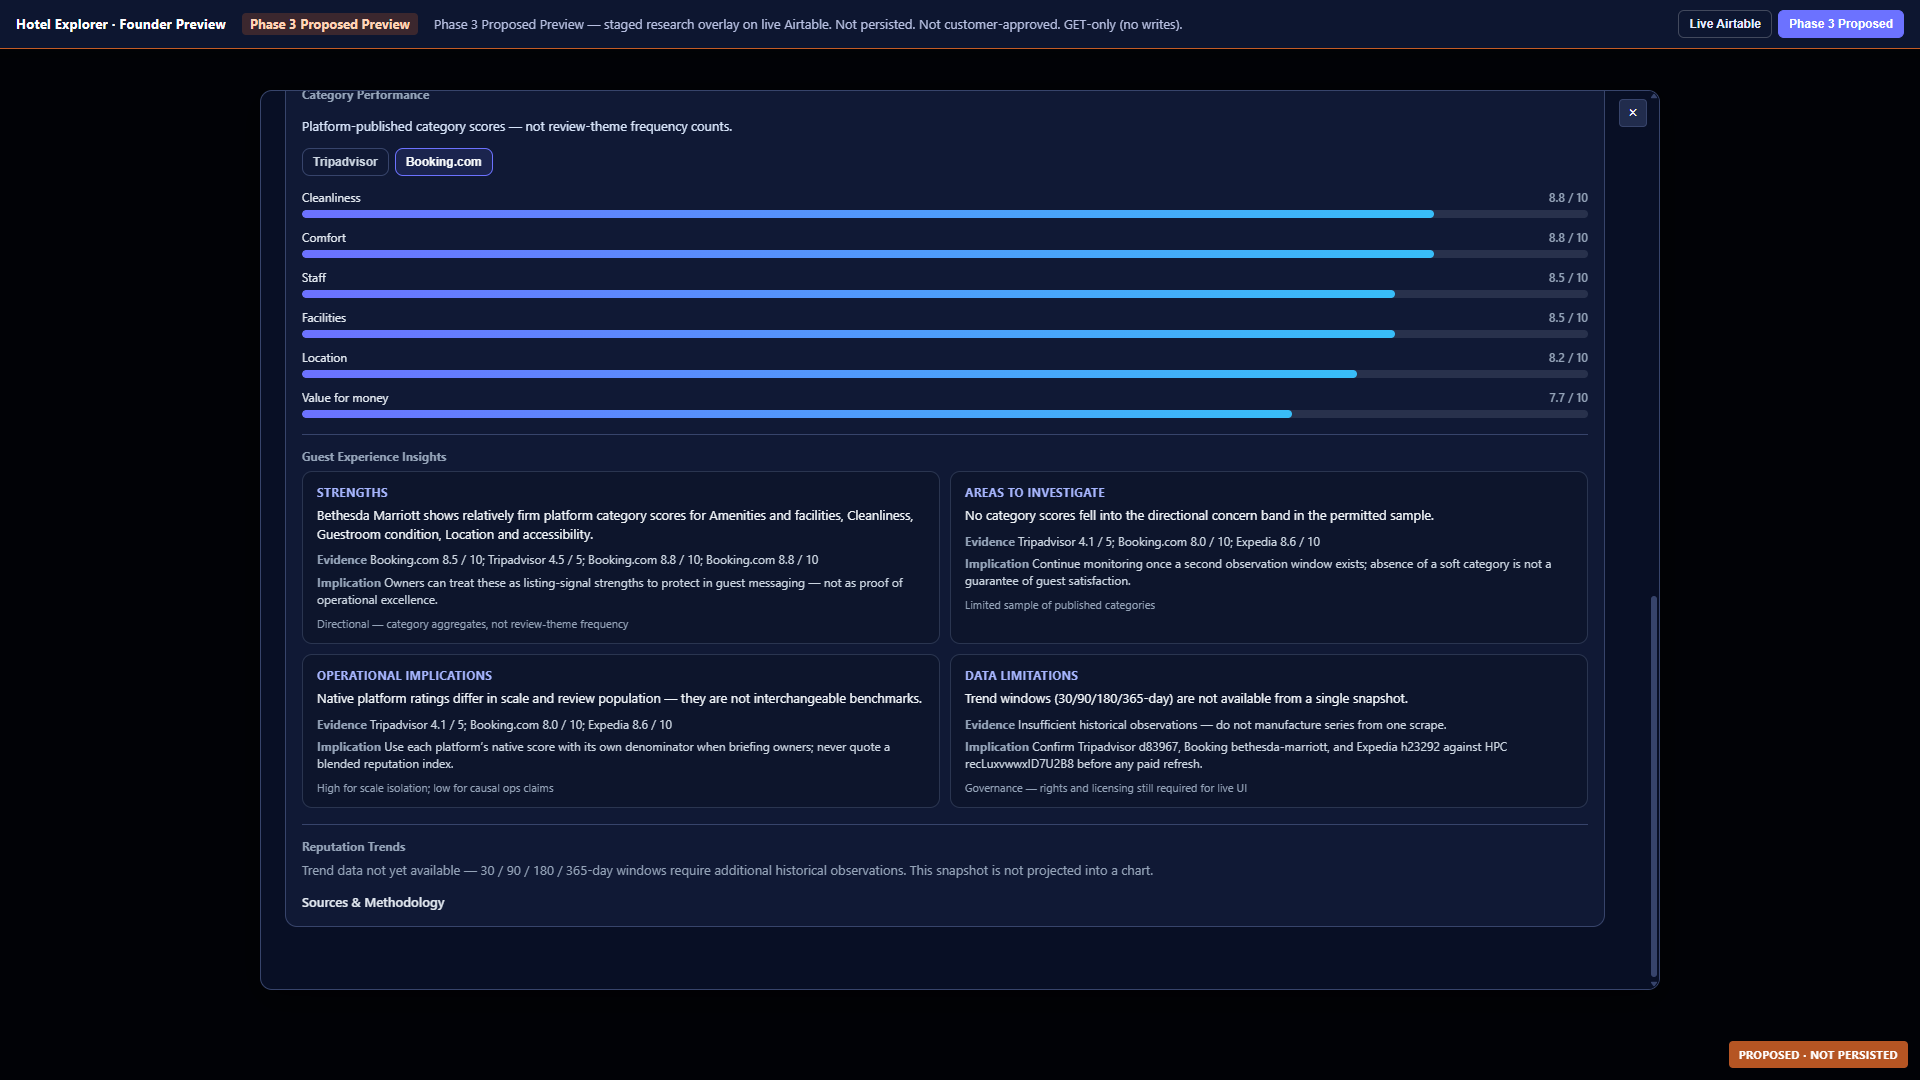 Hotel Explorer · Founder Preview
Phase 3 Proposed Preview
Phase 3 Proposed Preview — staged research overlay on live Airtable. Not persisted. Not customer-approved. GET-only (no writes).
Live Airtable
Phase 3 Proposed
Category Performance
×
Platform-published category scores — not review-theme frequency counts.
Tripadvisor
Booking.com
Cleanliness 8.8 / 10
Comfort 8.8 / 10
Staff 8.5 / 10
Facilities 8.5 / 10
Location 8.2 / 10
Value for money 7.7 / 10
Guest Experience Insights
STRENGTHS
Bethesda Marriott shows relatively firm platform category scores for Amenities and facilities, Cleanliness,
Guestroom condition, Location and accessibility.
Evidence Booking.com 8.5 / 10; Tripadvisor 4.5 / 5; Booking.com 8.8 / 10; Booking.com 8.8 / 10
Implication Owners can treat these as listing-signal strengths to protect in guest messaging — not as proof of
operational excellence.
Directional — category aggregates, not review-theme frequency
AREAS TO INVESTIGATE
No category scores fell into the directional concern band in the permitted sample.
Evidence Tripadvisor 4.1 / 5; Booking.com 8.0 / 10; Expedia 8.6 / 10
Implication Continue monitoring once a second observation window exists; absence of a soft category is not a
guarantee of guest satisfaction.
Limited sample of published categories
OPERATIONAL IMPLICATIONS
Native platform ratings differ in scale and review population — they are not interchangeable benchmarks.
Evidence Tripadvisor 4.1 / 5; Booking.com 8.0 / 10; Expedia 8.6 / 10
Implication Use each platform's native score with its own denominator when briefing owners; never quote a
blended reputation index.
High for scale isolation; low for causal ops claims
DATA LIMITATIONS
Trend windows (30/90/180/365-day) are not available from a single snapshot.
Evidence Insufficient historical observations — do not manufacture series from one scrape.
Implication Confirm Tripadvisor d83967, Booking bethesda-marriott, and Expedia h23292 against HPC
recLuxvwwxID7U2B8 before any paid refresh.
Governance — rights and licensing still required for live UI
Reputation Trends
Trend data not yet available — 30 / 90 / 180 / 365-day windows require additional historical observations. This snapshot is not projected into a chart.
Sources & Methodology
PROPOSED · NOT PERSISTED